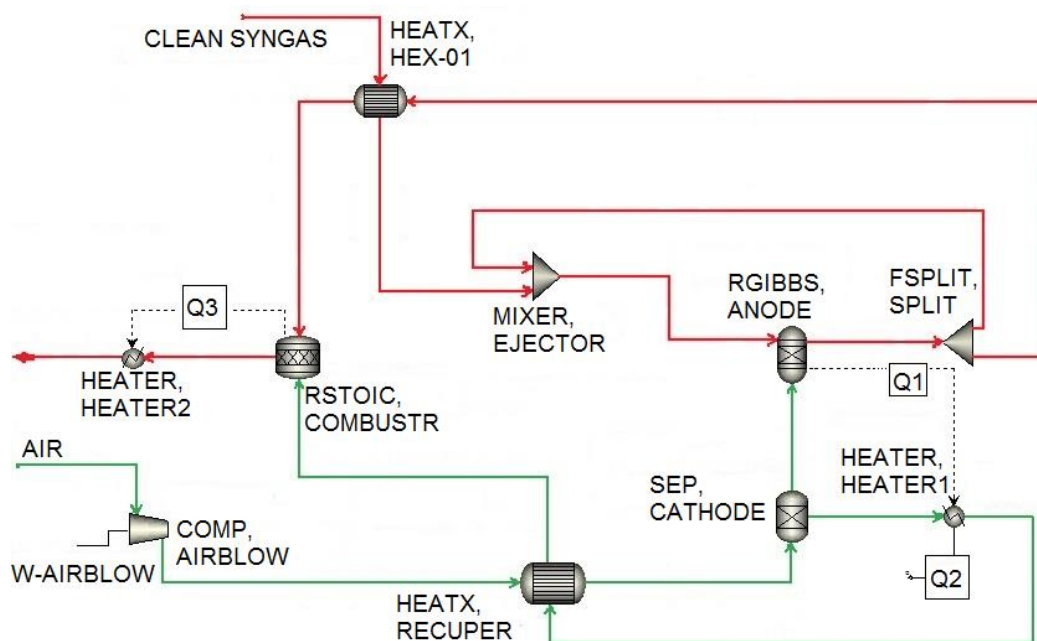 CLEAN SYNGAS
HEATX,
HEX-01
RGIBBS,
ANODE
FSPLIT,
SPLIT
MIXER,
EJECTOR
Q3
Q1
HEATER,
HEATER2
RSTOIC,
COMBUSTR
AIR
HEATER,
HEATER1
SEP,
CATHODE
COMP,
AIRBLOW
W-AIRBLOW
Q2
HEATX,
RECUPER